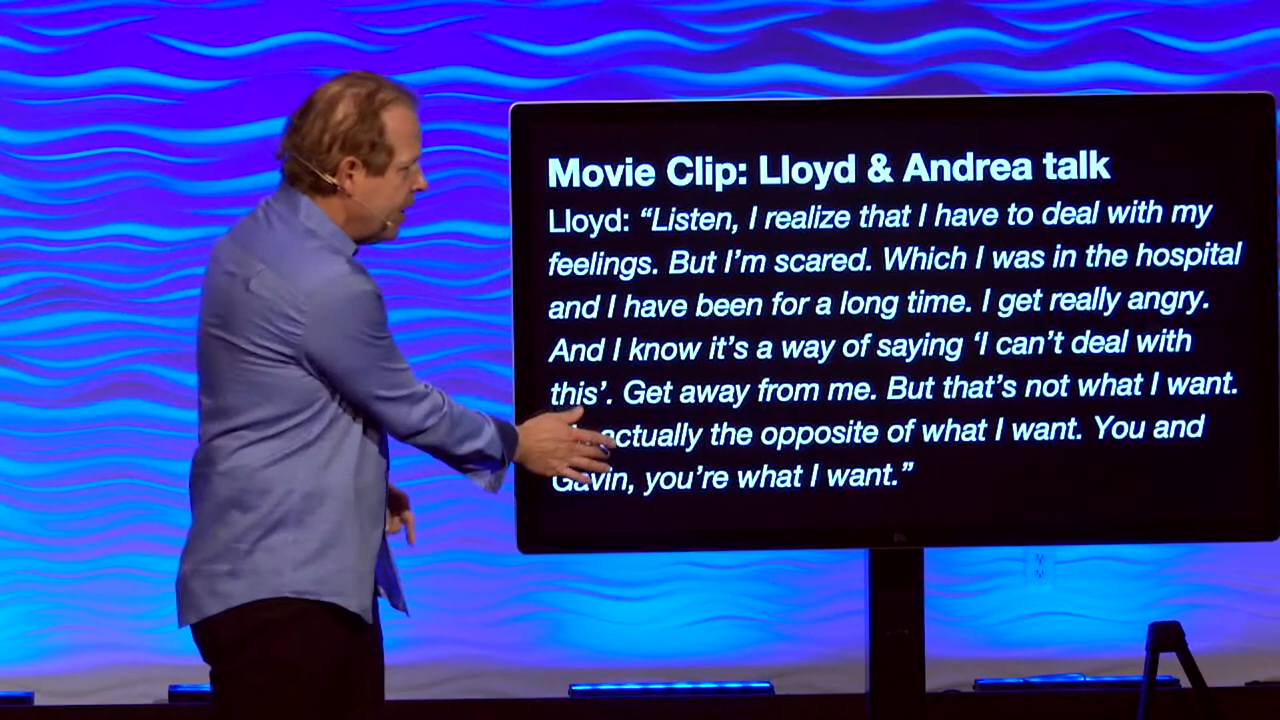 Movie Clip: Lloyd & Andrea talk
Lloyd: “Listen, I realize that I have to deal with my
feelings. But I’m scared. Which I was in the hospital
and I have been for a long time. I get really angry.
And I know it’s a way of saying ‘I can’t deal with
this’. Get away from me. But that’s not what I want.
actually the opposite of what I want. You and
Gavin, you’re what I want.”